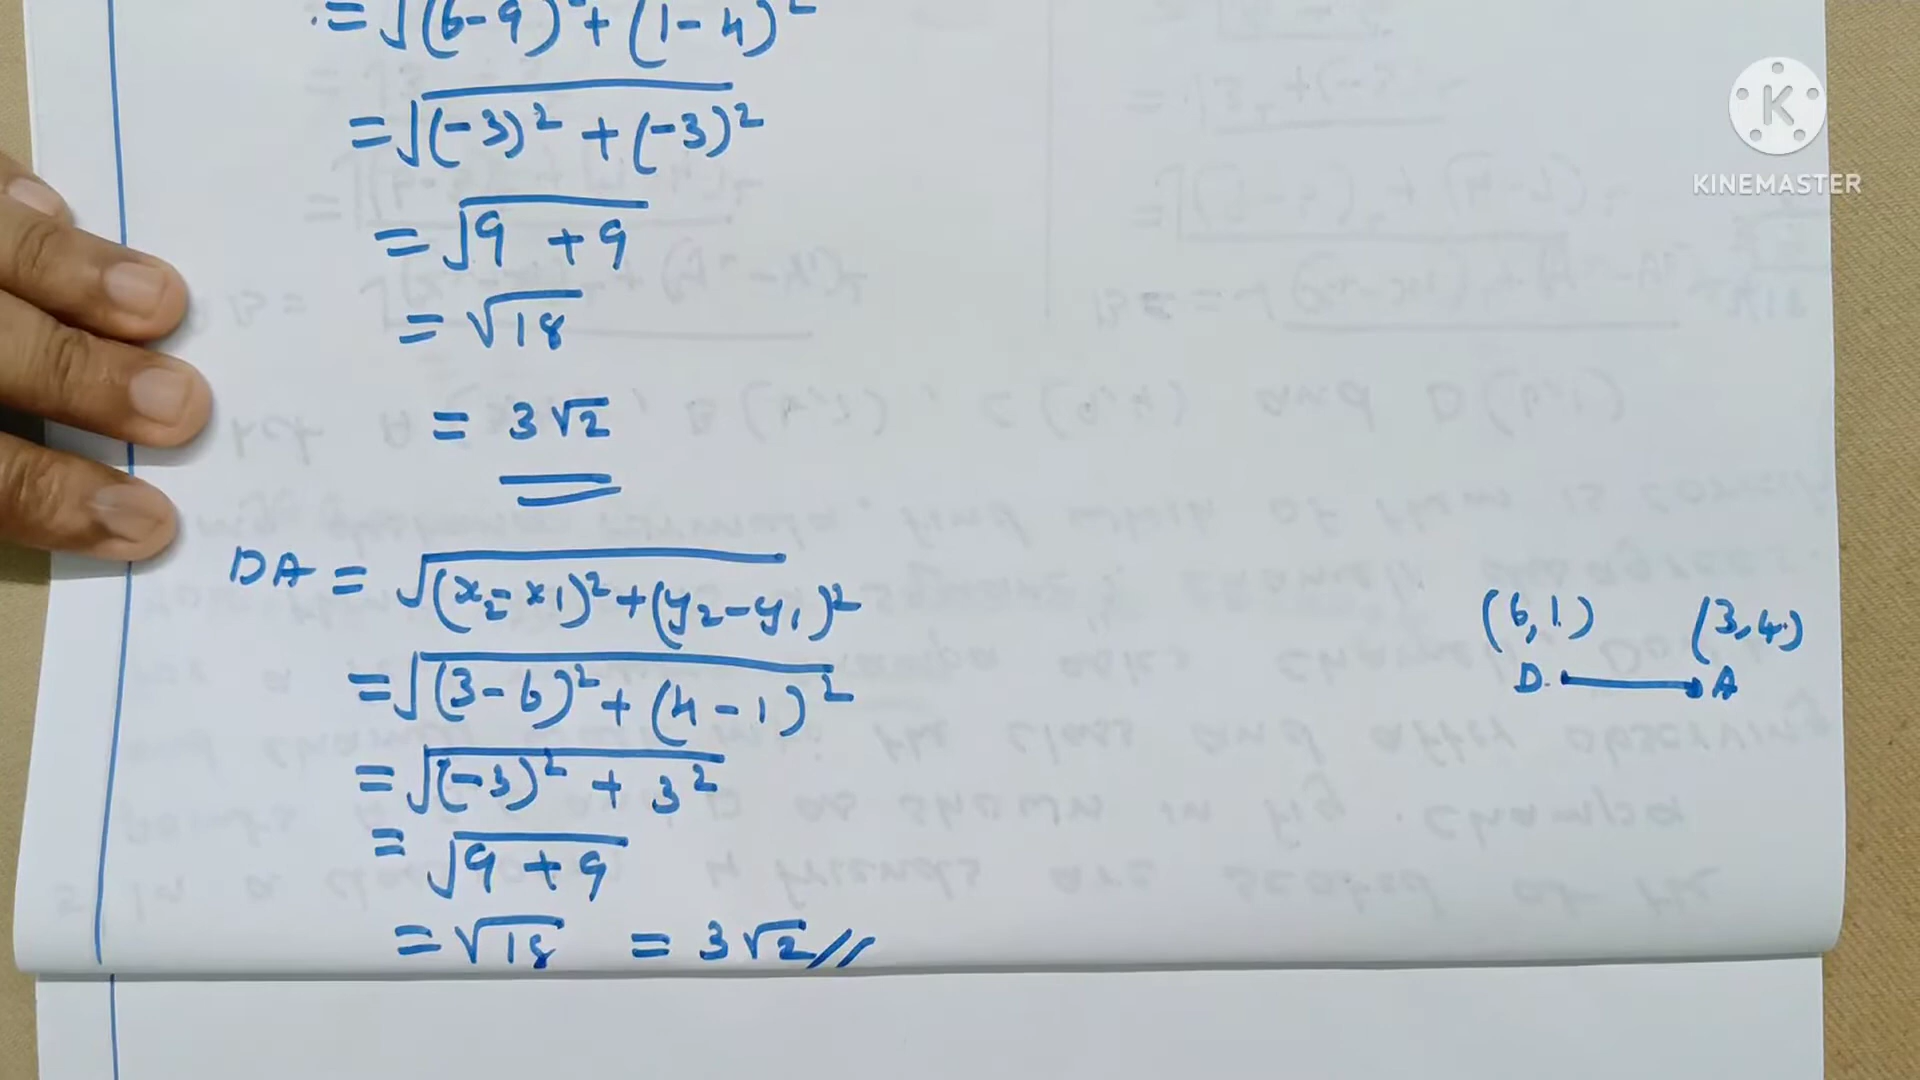 = √(6-9)² + (1-4)²
= √(-3)² + (-3)²
= √9 + 9
= √18
= 3√2
DA = √(x₂-x₁)² + (y₂-y₁)²
= √(3-6)² + (4-1)²
= √(-3)² + 3²
= √9 + 9
= √18 = 3√2 //
(6,1) (3,4)
D A
K
KINEMASTER